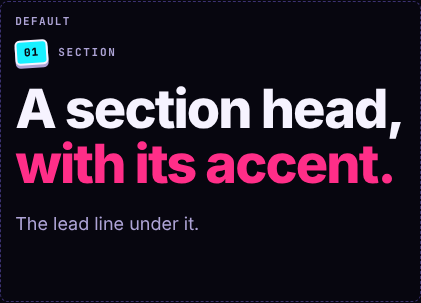 DEFAULT
01 SECTION
A section head,
with its accent.
The lead line under it.